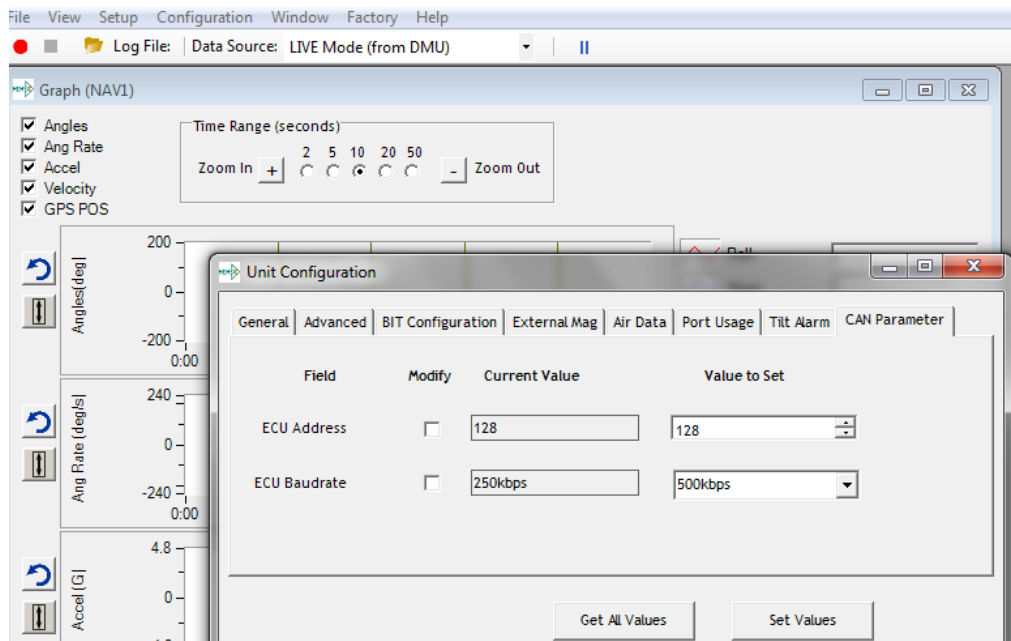 File View Setup Configuration Window Factory Help
Log File: Data Source: LIVE Mode (from DMU)
Graph (NAV1)
Angles
Ang Rate
Accel
Velocity
GPS POS
Time Range (seconds)
2 5 10 20 50
Zoom In + - Zoom Out
Angles[deg]
200
0
-200
0:00
Unit Configuration
General Advanced BIT Configuration External Mag Air Data Port Usage Tilt Alarm CAN Parameter
Field Modify Current Value Value to Set
ECU Address 128 128
ECU Baudrate 250kbps 500kbps
Get All Values Set Values
Ang Rate [deg/s]
240
0
-240
0:00
Accel [G]
4.8
0